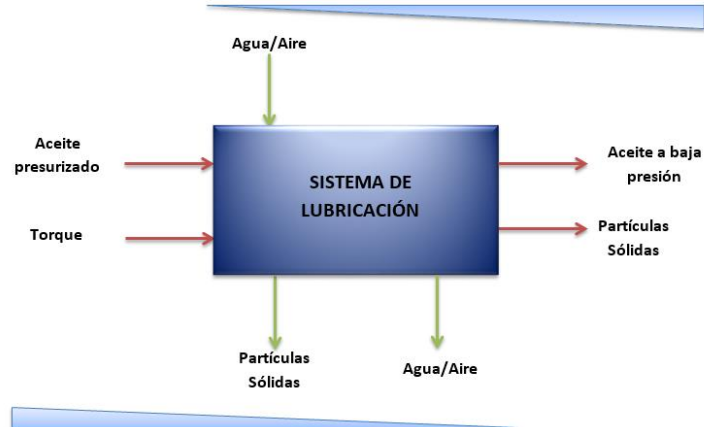 Agua/Aire
Aceite
presurizado
SISTEMA DE
LUBRICACIÓN
Aceite a baja
presión
Torque
Partículas
Sólidas
Partículas
Sólidas
Agua/Aire